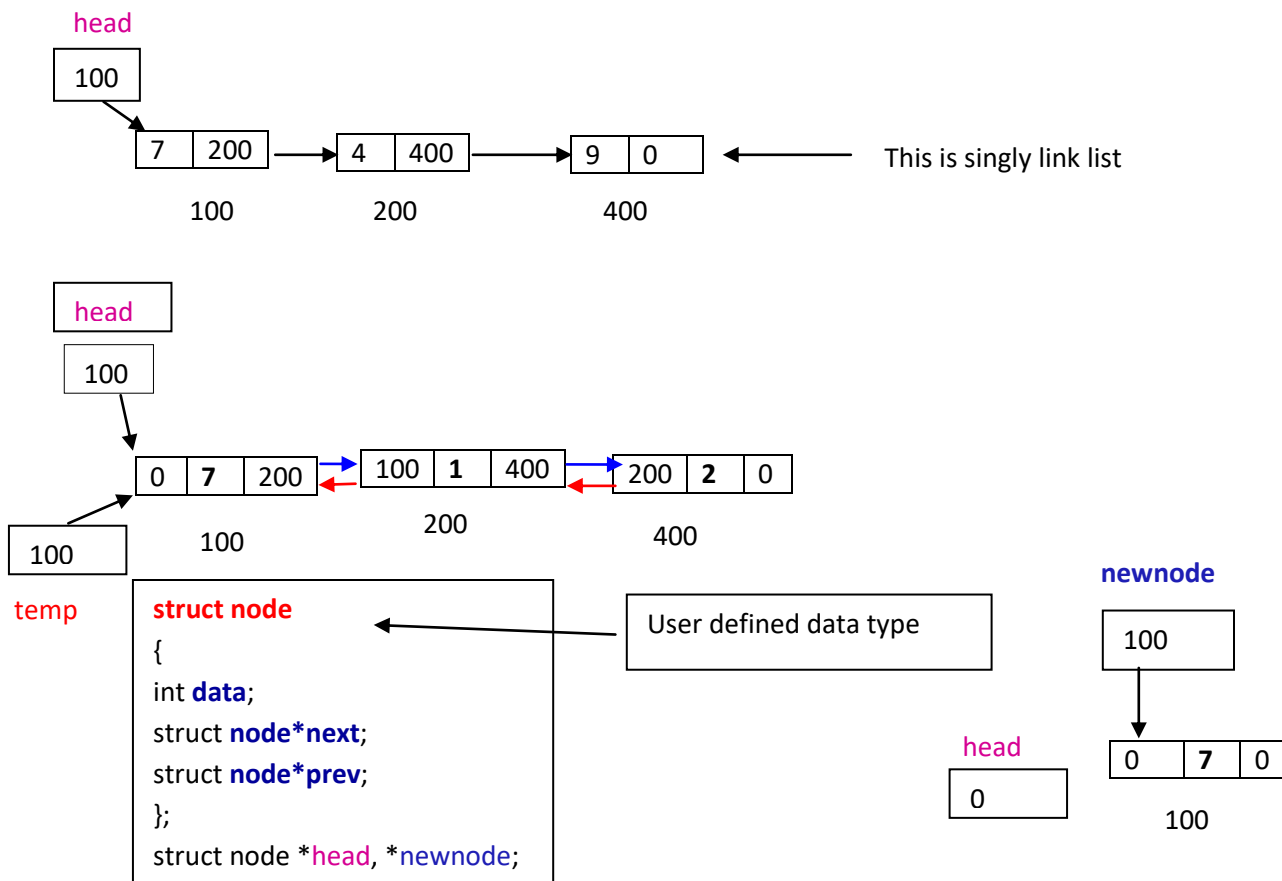 head
100
7 200 4 400 9 0 This is singly link list
100 200 400
head
100
0 7 200 100 1 400 200 2 0
100 200 400
100
temp
struct node
{
int data;
struct node*next;
struct node*prev;
};
struct node *head, *newnode;
User defined data type
newnode
100
head
0
0 7 0
100